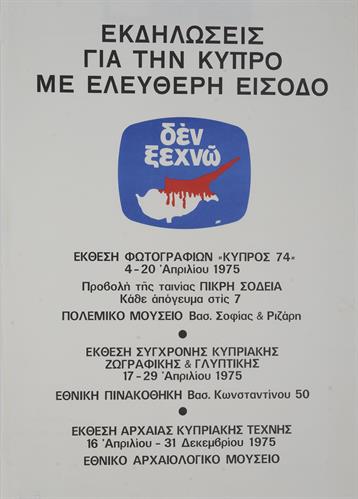 ΕΚΔΗΛΩΣΕΙΣ
ΓΙΑ ΤΗΝ ΚΥΠΡΟ
ΜΕ ΕΛΕΥΘΕΡΗ ΕΙΣΟΔΟ
δὲν
ξεχνῶ
ΕΚΘΕΣΗ ΦΩΤΟΓΡΑΦΙΩΝ «ΚΥΠΡΟΣ 74«
4-20 Ἀπριλίου 1975
Προβολή τῆς ταινίας ΠΙΚΡΗ ΣΟΔΕΙΑ
Κάθε ἀπόγευμα στίς 7
ΠΟΛΕΜΙΚΟ ΜΟΥΣΕΙΟ Βασ. Σοφίας & Ριζάρη
ΕΚΘΕΣΗ ΣΥΓΧΡΟΝΗΣ ΚΥΠΡΙΑΚΗΣ
ΖΩΓΡΑΦΙΚΗΣ & ΓΛΥΠΤΙΚΗΣ
17-29 Ἀπριλίου 1975
ΕΘΝΙΚΗ ΠΙΝΑΚΟΘΗΚΗ Βασ. Κωνσταντίνου 50
ΕΚΘΕΣΗ ΑΡΧΑΙΑΣ ΚΥΠΡΙΑΚΗΣ ΤΕΧΝΗΣ
16 Ἀπριλίου - 31 Δεκεμβρίου 1975
ΕΘΝΙΚΟ ΑΡΧΑΙΟΛΟΓΙΚΟ ΜΟΥΣΕΙΟ